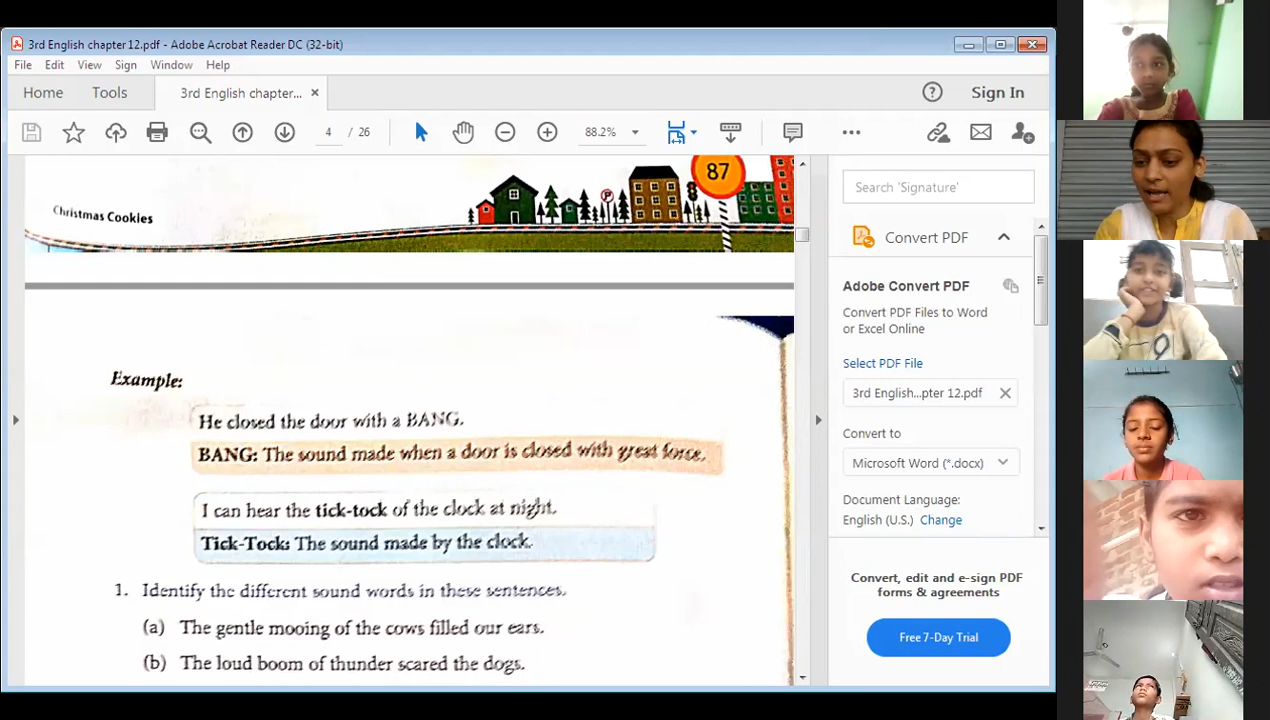 3rd English chapter 12.pdf - Adobe Acrobat Reader DC (32-bit)
File Edit View Sign Window Help
Home Tools 3rd English chapter... × Sign In
4 / 26 88.2%
87
Christmas Cookies
Example:
He closed the door with a BANG.
BANG: The sound made when a door is closed with great force.
I can hear the tick-tock of the clock at night.
Tick-Tock: The sound made by the clock.
1. Identify the different sound words in these sentences.
(a) The gentle mooing of the cows filled our ears.
(b) The loud boom of thunder scared the dogs.
Search 'Signature'
Convert PDF
Adobe Convert PDF
Convert PDF Files to Word
or Excel Online
Select PDF File
3rd English...pter 12.pdf
Convert to
Microsoft Word (*.docx)
Document Language:
English (U.S.) Change
Convert, edit and e-sign PDF
forms & agreements
Free 7-Day Trial